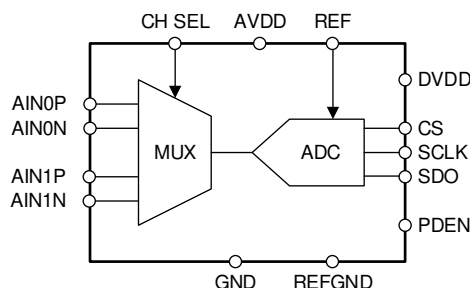 CH SEL AVDD REF
DVDD
AIN0P
AIN0N
CS
MUX ADC
SCLK
AIN1P
SDO
AIN1N
PDEN
GND REFGND